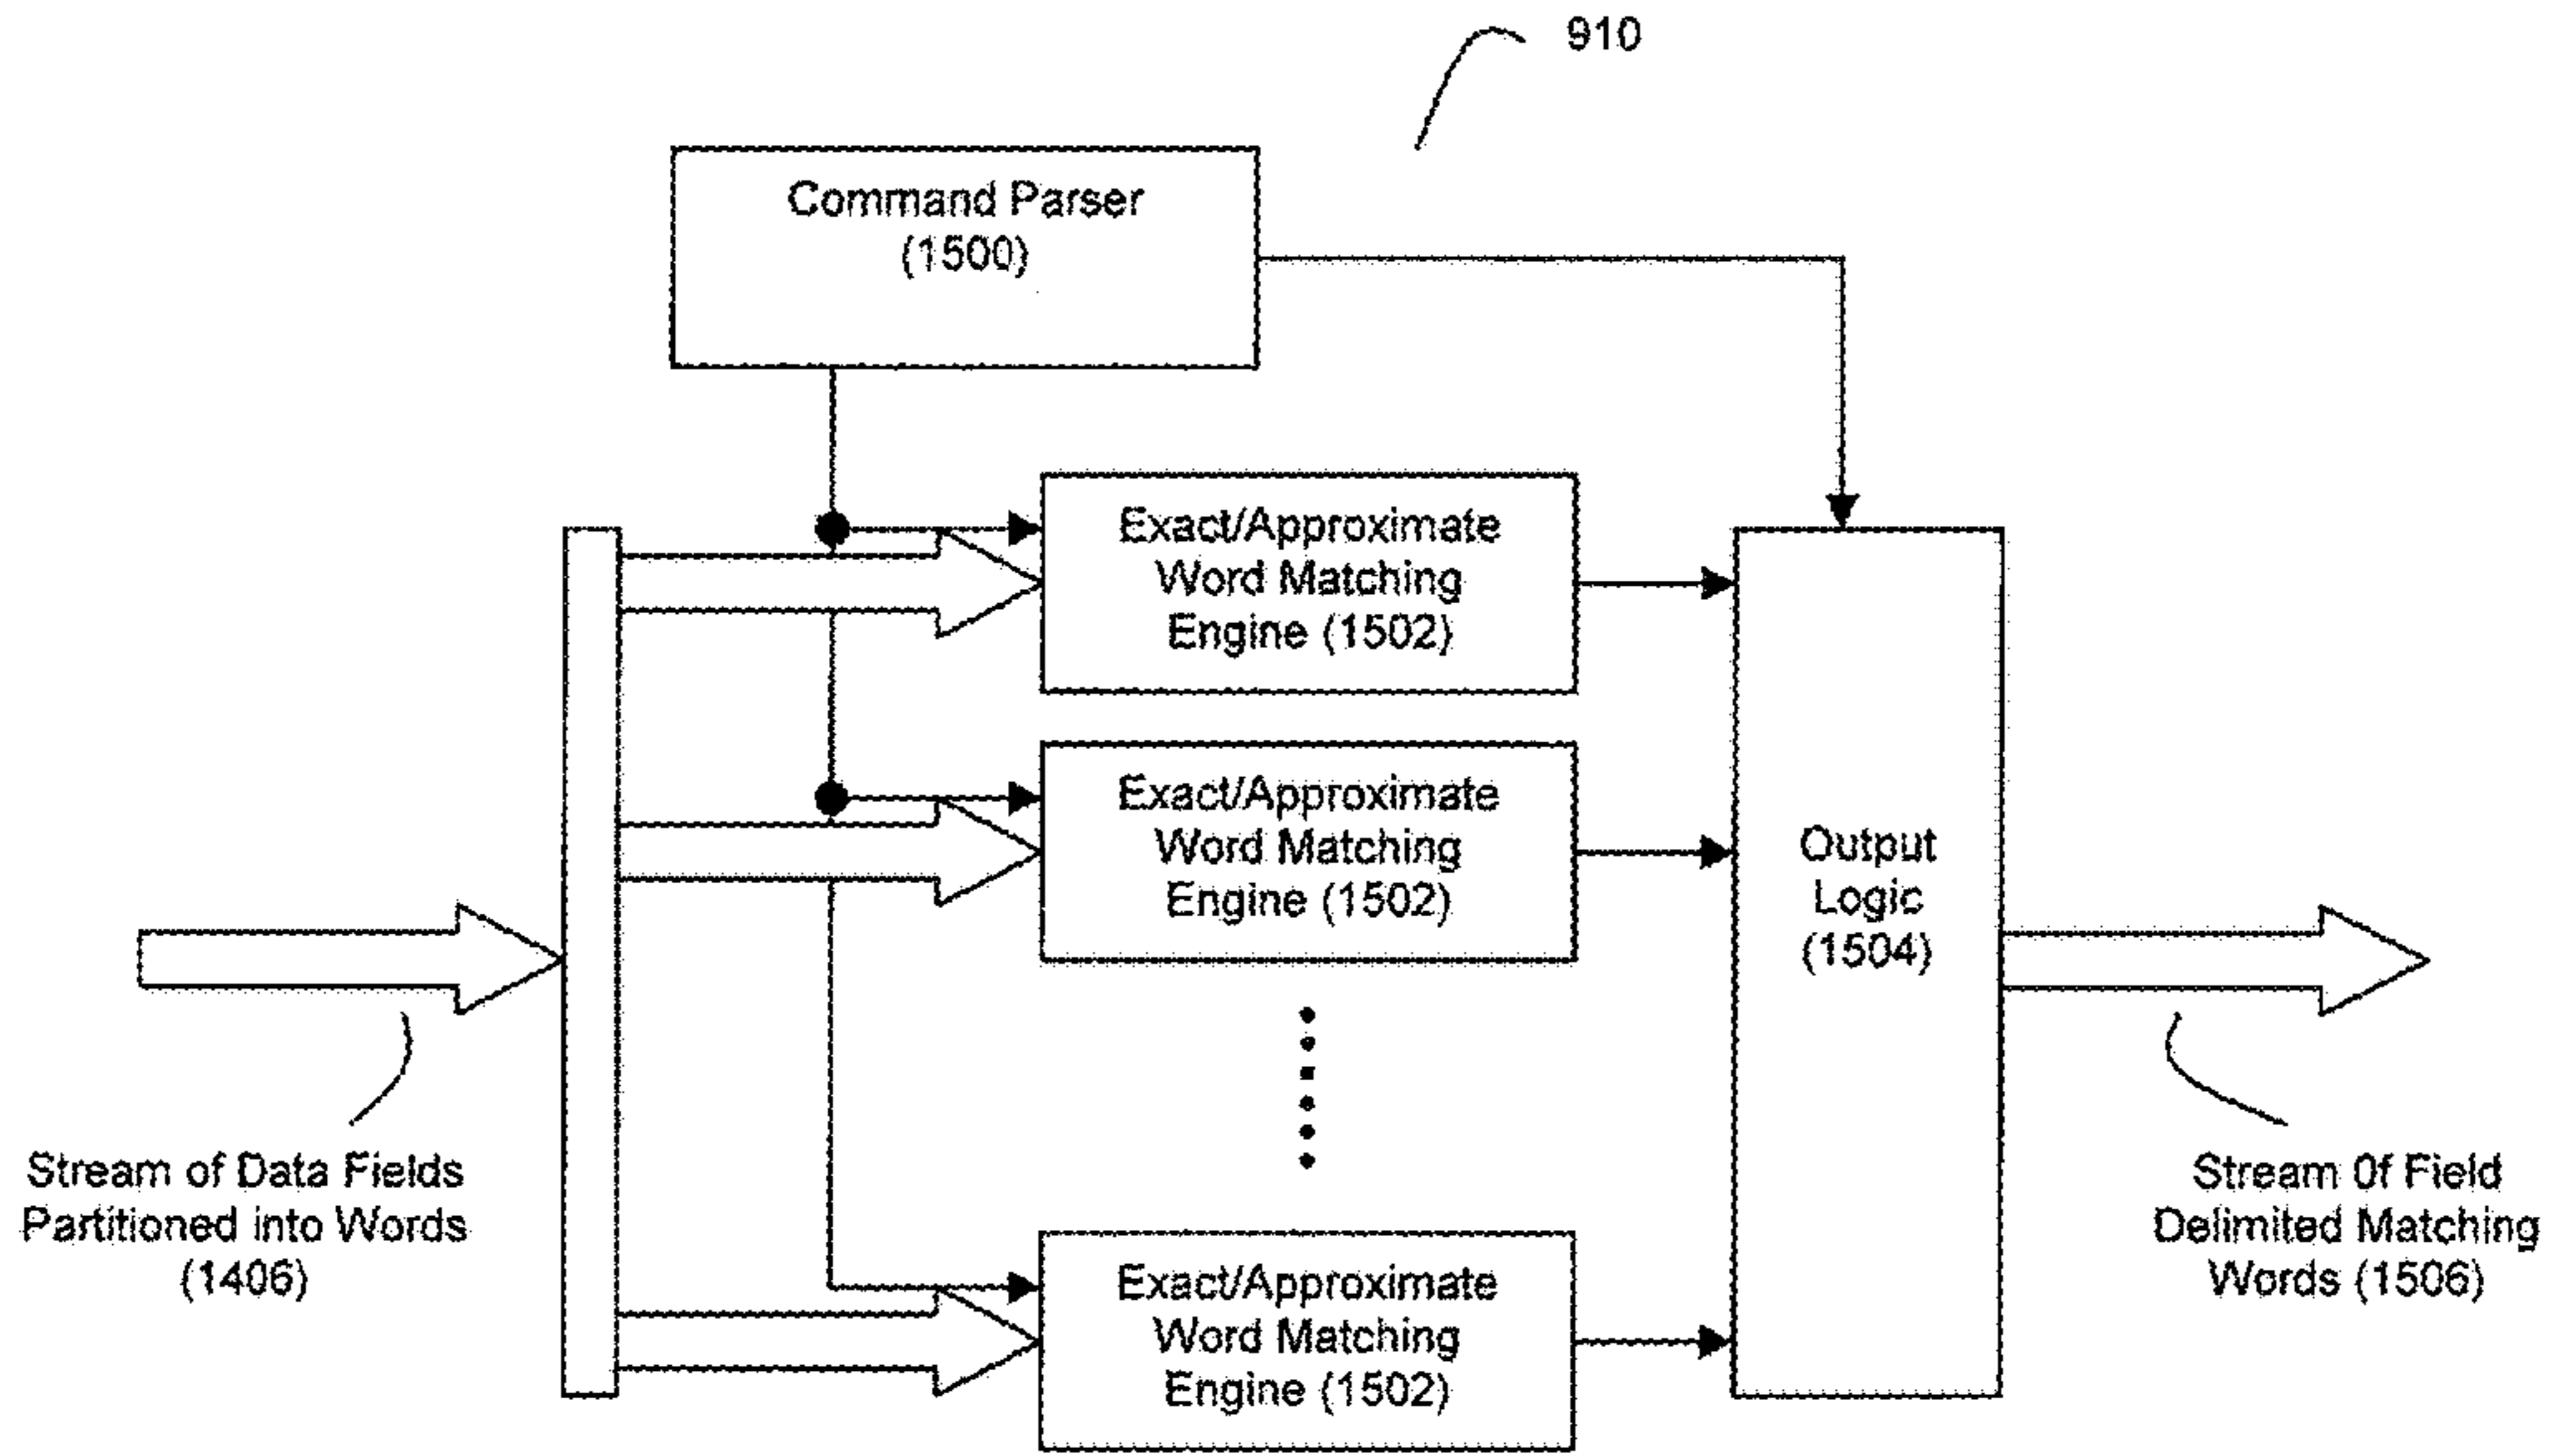 910
Command Parser
(1500)
Exact/Approximate
Word Matching
Engine (1502)
Exact/Approximate
Word Matching
Engine (1502)
Output
Logic
(1504)
Stream of Data Fields
Partitioned into Words
(1406)
Stream 0f Field
Delimited Matching
Words (1506)
Exact/Approximate
Word Matching
Engine (1502)